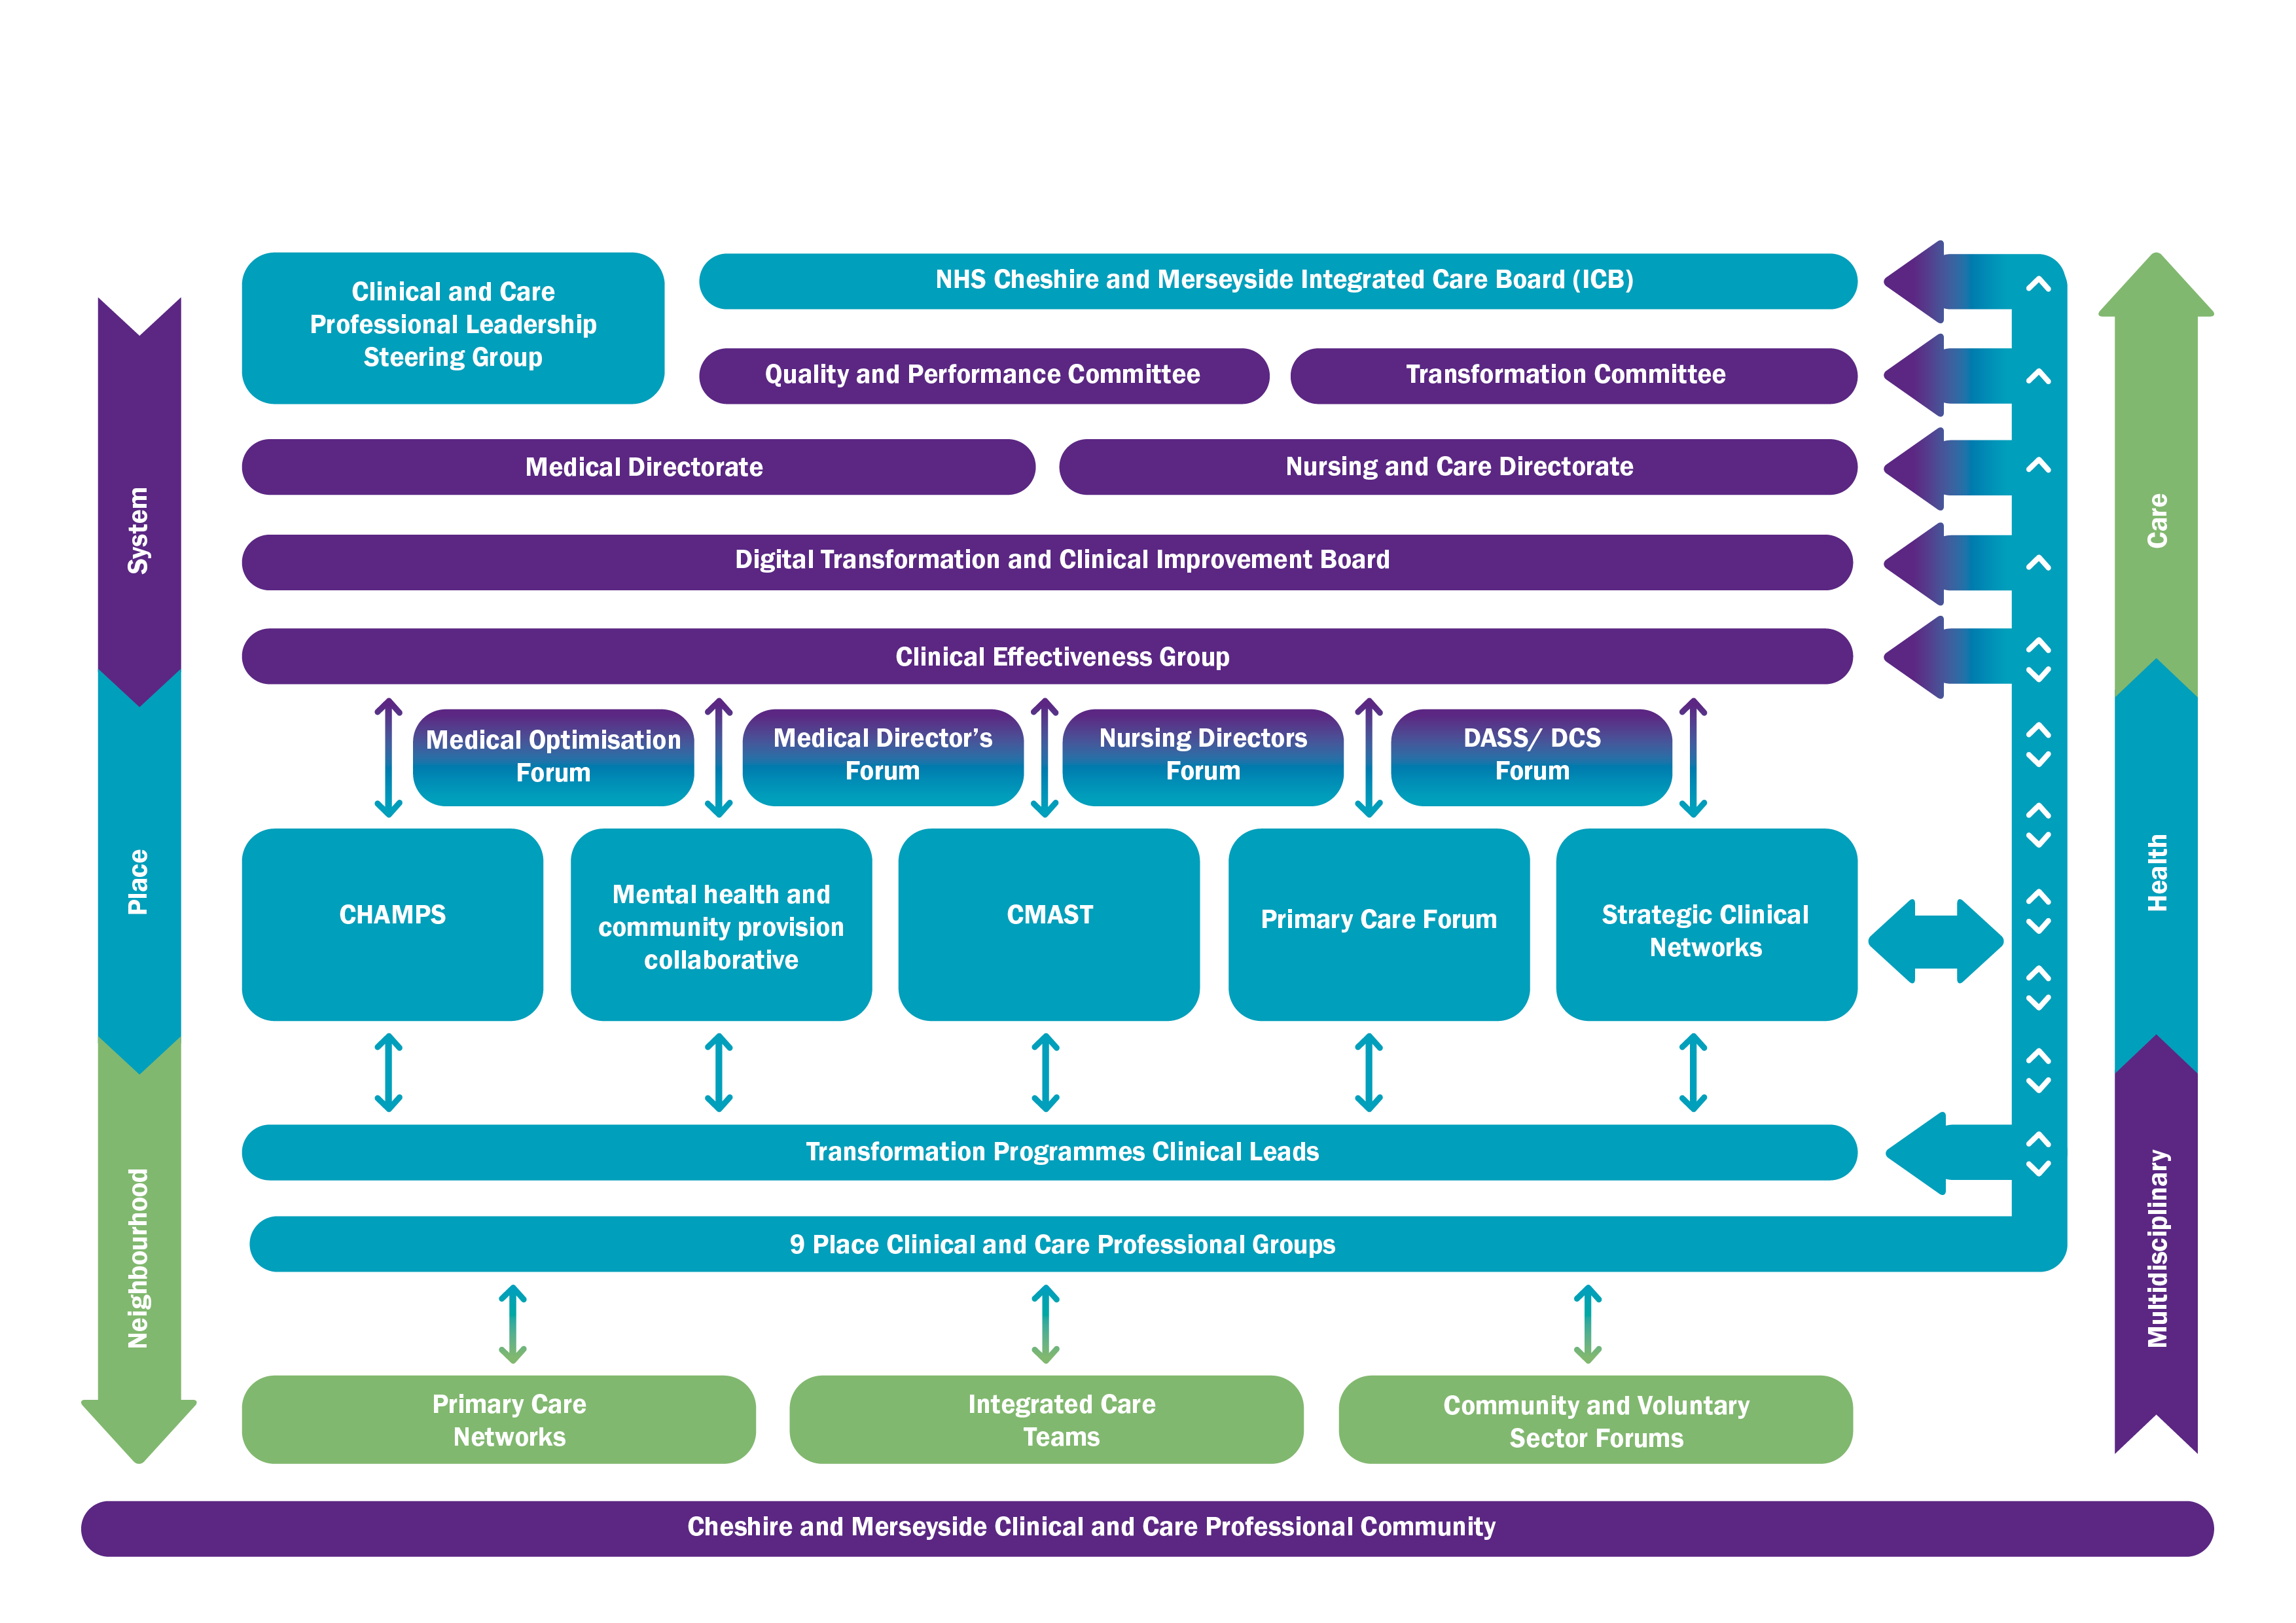 Clinical and Care
Professional Leadership
Steering Group
NHS Cheshire and Merseyside Integrated Care Board (ICB)
Quality and Performance Committee
Transformation Committee
Medical Directorate
Nursing and Care Directorate
Digital Transformation and Clinical Improvement Board
Clinical Effectiveness Group
Medical Optimisation
Forum
Medical Director’s
Forum
Nursing Directors
Forum
DASS/ DCS
Forum
CHAMPS
Mental health and
community provision
collaborative
CMAST
Primary Care Forum
Strategic Clinical
Networks
Transformation Programmes Clinical Leads
9 Place Clinical and Care Professional Groups
Primary Care
Networks
Integrated Care
Teams
Community and Voluntary
Sector Forums
Cheshire and Merseyside Clinical and Care Professional Community
System
Place
Neighbourhood
Care
Health
Multidisciplinary